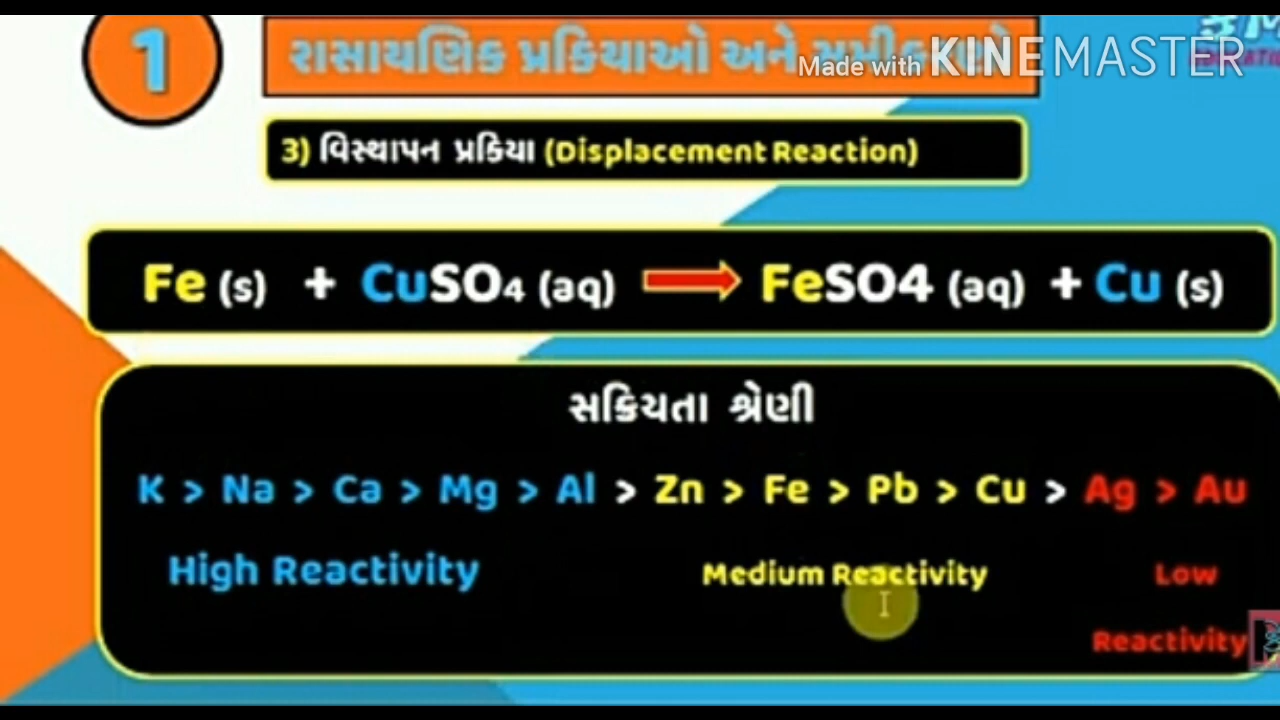 1
રાસાયણિક પ્રક્રિયાઓ અને
Made with KINEMASTER
3) વિસ્થાપન પ્રક્રિયા (Displacement Reaction)
Fe (s) + CuSO4 (aq) ➡ FeSO4 (aq) + Cu (s)
સક્રિયતા શ્રેણી
K > Na > Ca > Mg > Al > Zn > Fe > Pb > Cu > Ag > Au
High Reactivity Medium Reactivity Low
Reactivity